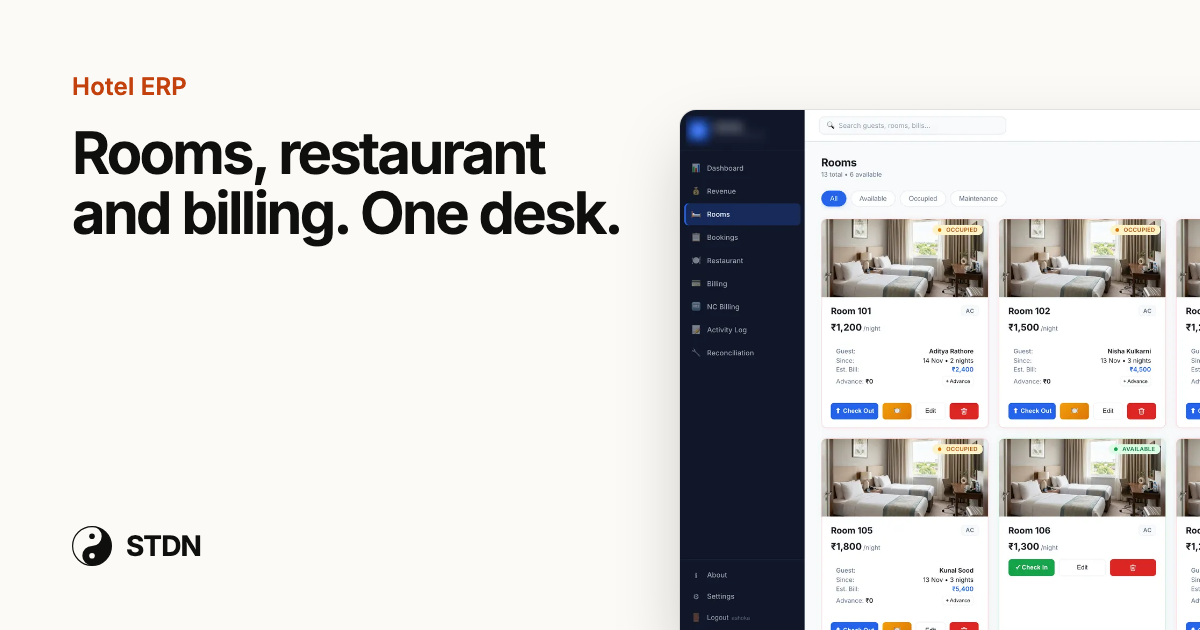 Hotel ERP
Rooms, restaurant
and billing. One desk.
STDN
Dashboard
Revenue
Rooms
Bookings
Restaurant
Billing
NC Billing
Activity Log
Reconciliation
About
Settings
Logout
Search guests, rooms, bills...
Rooms
13 total • 6 available
All Available Occupied Maintenance
OCCUPIED
Room 101 AC
₹1,200 /night
Guest: Aditya Rathore
Since: 14 Nov • 2 nights
Est. Bill: ₹2,400
Advance: ₹0 + Advance
Check Out Edit
OCCUPIED
Room 102 AC
₹1,500 /night
Guest: Nisha Kulkarni
Since: 13 Nov • 3 nights
Est. Bill: ₹4,500
Advance: ₹0 + Advance
Check Out Edit
OCCUPIED
Room 105 AC
₹1,800 /night
Guest: Kunal Sood
Since: 13 Nov • 3 nights
Est. Bill: ₹5,400
Advance: ₹0 + Advance
AVAILABLE
Room 106 AC
₹1,300 /night
✓ Check In Edit